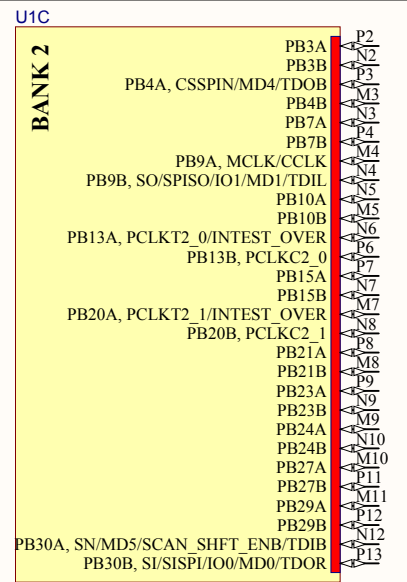 U1C
BANK 2
PB3A P2
PB3B N2
PB4A, CSSPIN/MD4/TDOB P3
PB4B M3
PB7A N3
PB7B P4
PB9A, MCLK/CCLK M4
PB9B, SO/SPISO/IO1/MD1/TDIL N4
PB10A N5
PB10B M5
PB13A, PCLKT2_0/INTEST_OVER N6
PB13B, PCLKC2_0 P6
PB15A P7
PB15B N7
PB20A, PCLKT2_1/INTEST_OVER M7
PB20B, PCLKC2_1 N8
PB21A P8
PB21B M8
PB23A P9
PB23B N9
PB24A M9
PB24B N10
PB27A M10
PB27B P11
PB29A M11
PB29B P12
PB30A, SN/MD5/SCAN_SHFT_ENB/TDIB N12
PB30B, SI/SISPI/IO0/MD0/TDOR P13